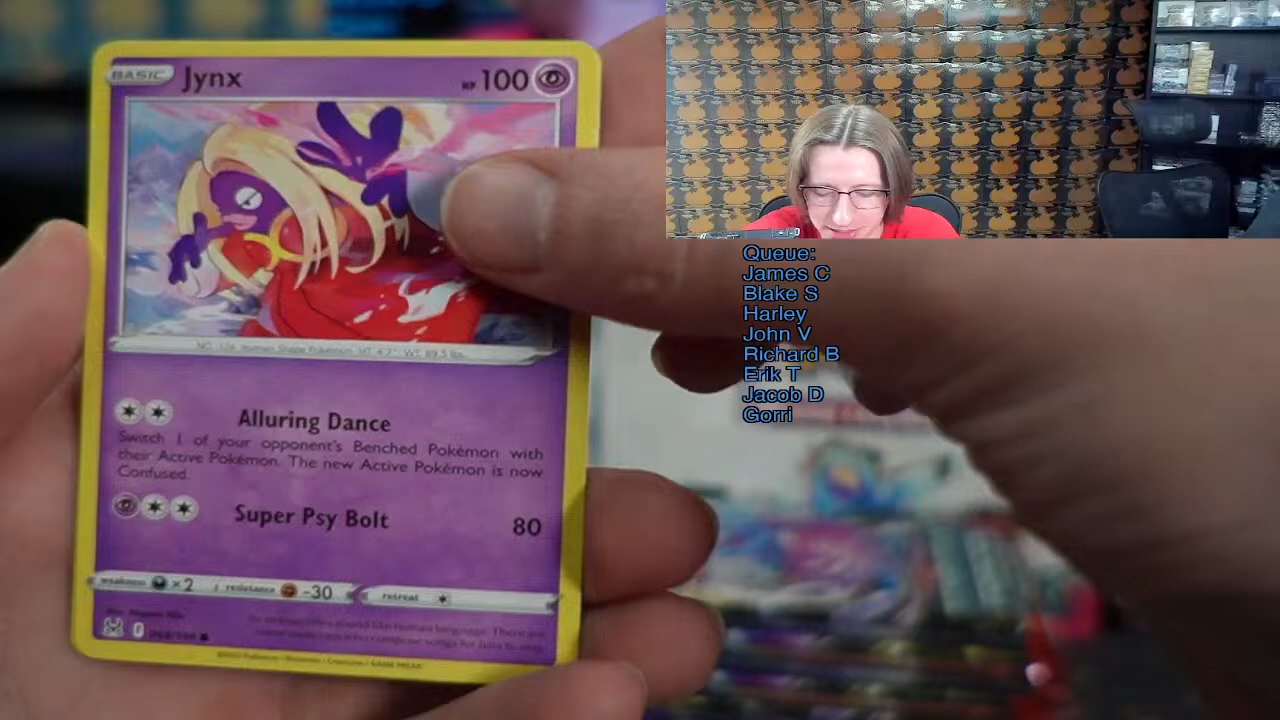 BASIC Jynx HP 100
NO. 124 Human Shape Pokémon HT: 4'7" WT: 89.5 lbs.
Alluring Dance
Switch 1 of your opponent's Benched Pokémon with
their Active Pokémon. The new Active Pokémon is now
Confused.
Super Psy Bolt 80
weakness ×2 resistance -30 retreat
Queue:
James C
Blake S
Harley
John V
Richard B
Erik T
Jacob D
Gorri